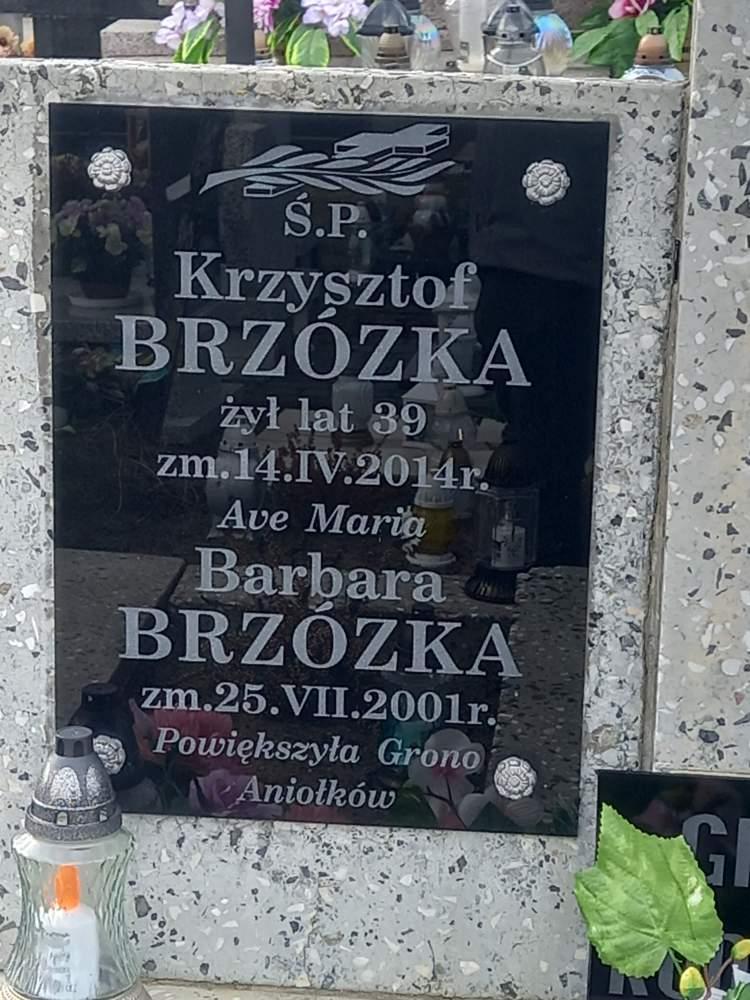 Ś.P.
Krzysztof
BRZÓZKA
żył lat 39
zm.14.IV.2014r.
Ave Maria
Barbara
BRZÓZKA
zm.25.VII.2001r.
Powiększyła Grono
Aniołków